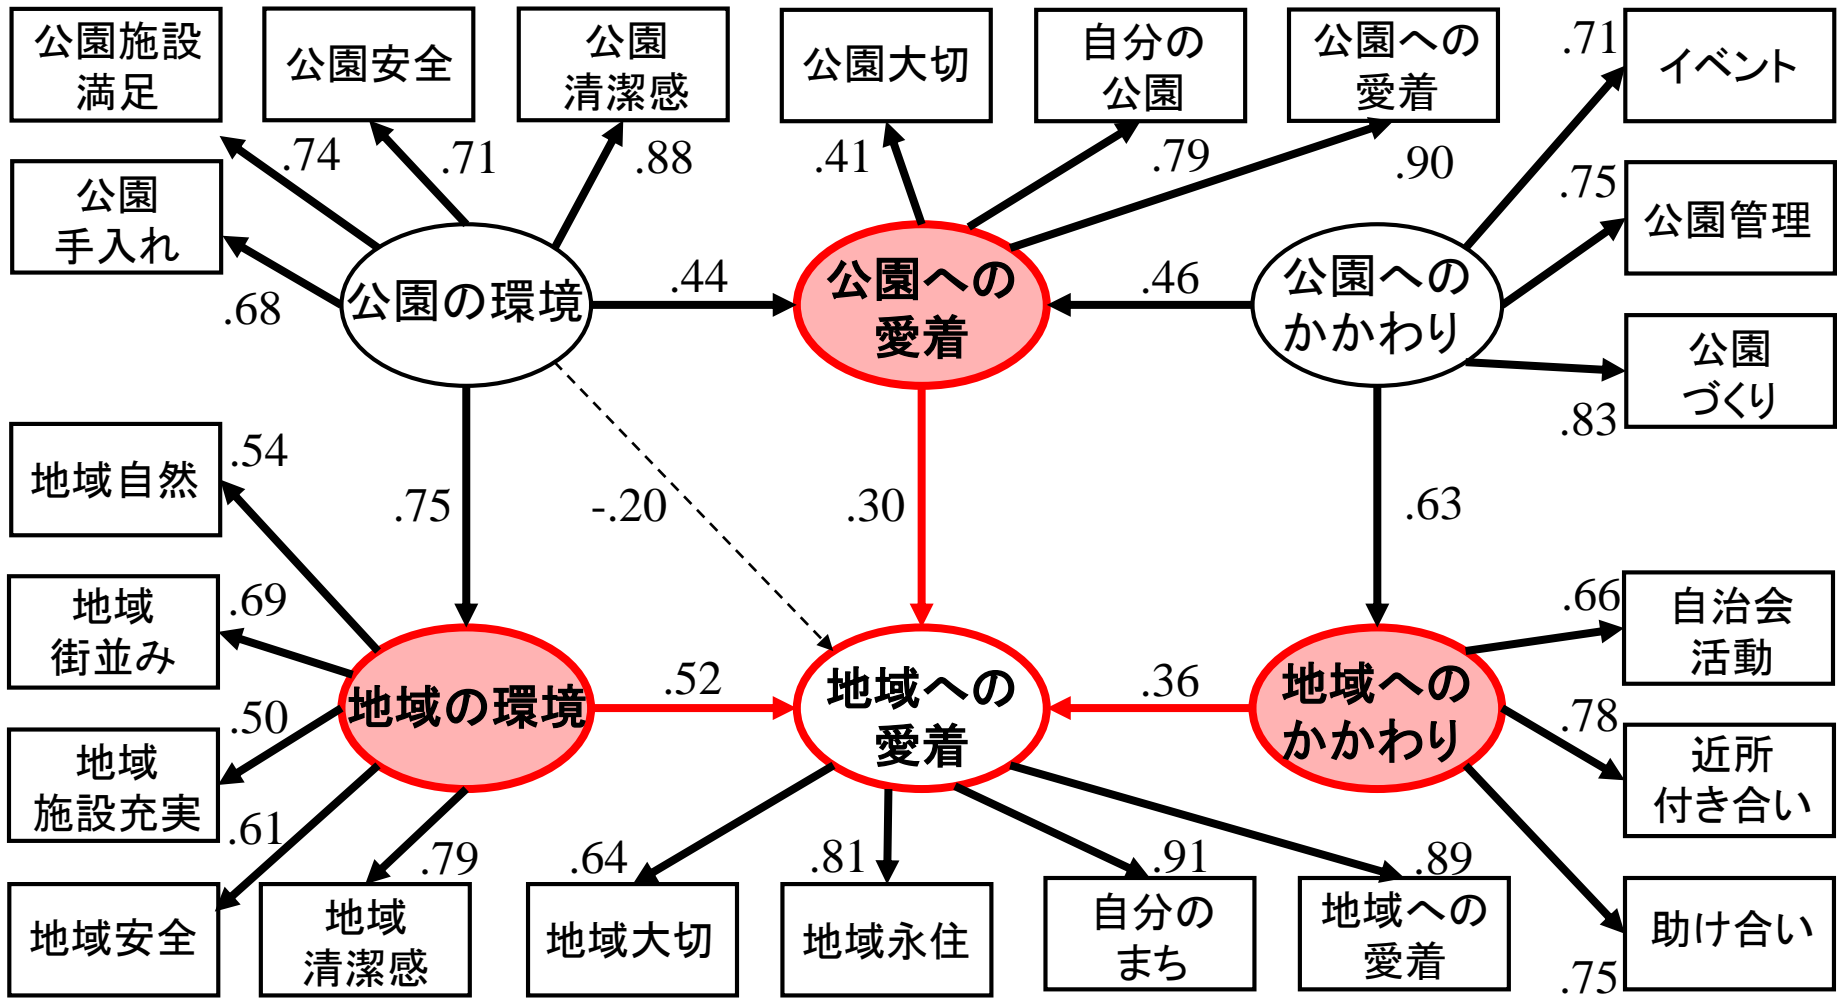 公園施設
満足
公園安全
公園
清潔感
公園大切
自分の
公園
公園への
愛着
.71
イベント
.74
.71
.88
.41
.79
.90
.75
公園
手入れ
公園管理
.68
公園の環境
.44
公園への
愛着
.46
公園への
かかわり
公園
づくり
.83
地域自然
.54
.75
-.20
.30
.63
地域
街並み
.69
.66
自治会
活動
地域の環境
.52
地域への
愛着
.36
地域への
かかわり
.50
.78
地域
施設充実
近所
付き合い
.61
.79
.64
.81
.91
.89
地域安全
地域
清潔感
地域大切
地域永住
自分の
まち
地域への
愛着
助け合い
.75